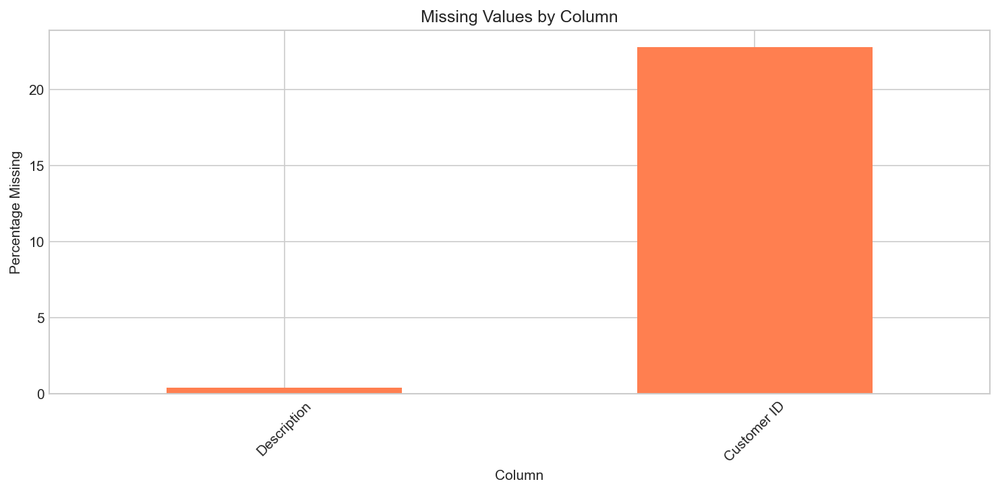 Missing Values by Column
Percentage Missing
20
15
10
5
0
Description
Customer ID
Column